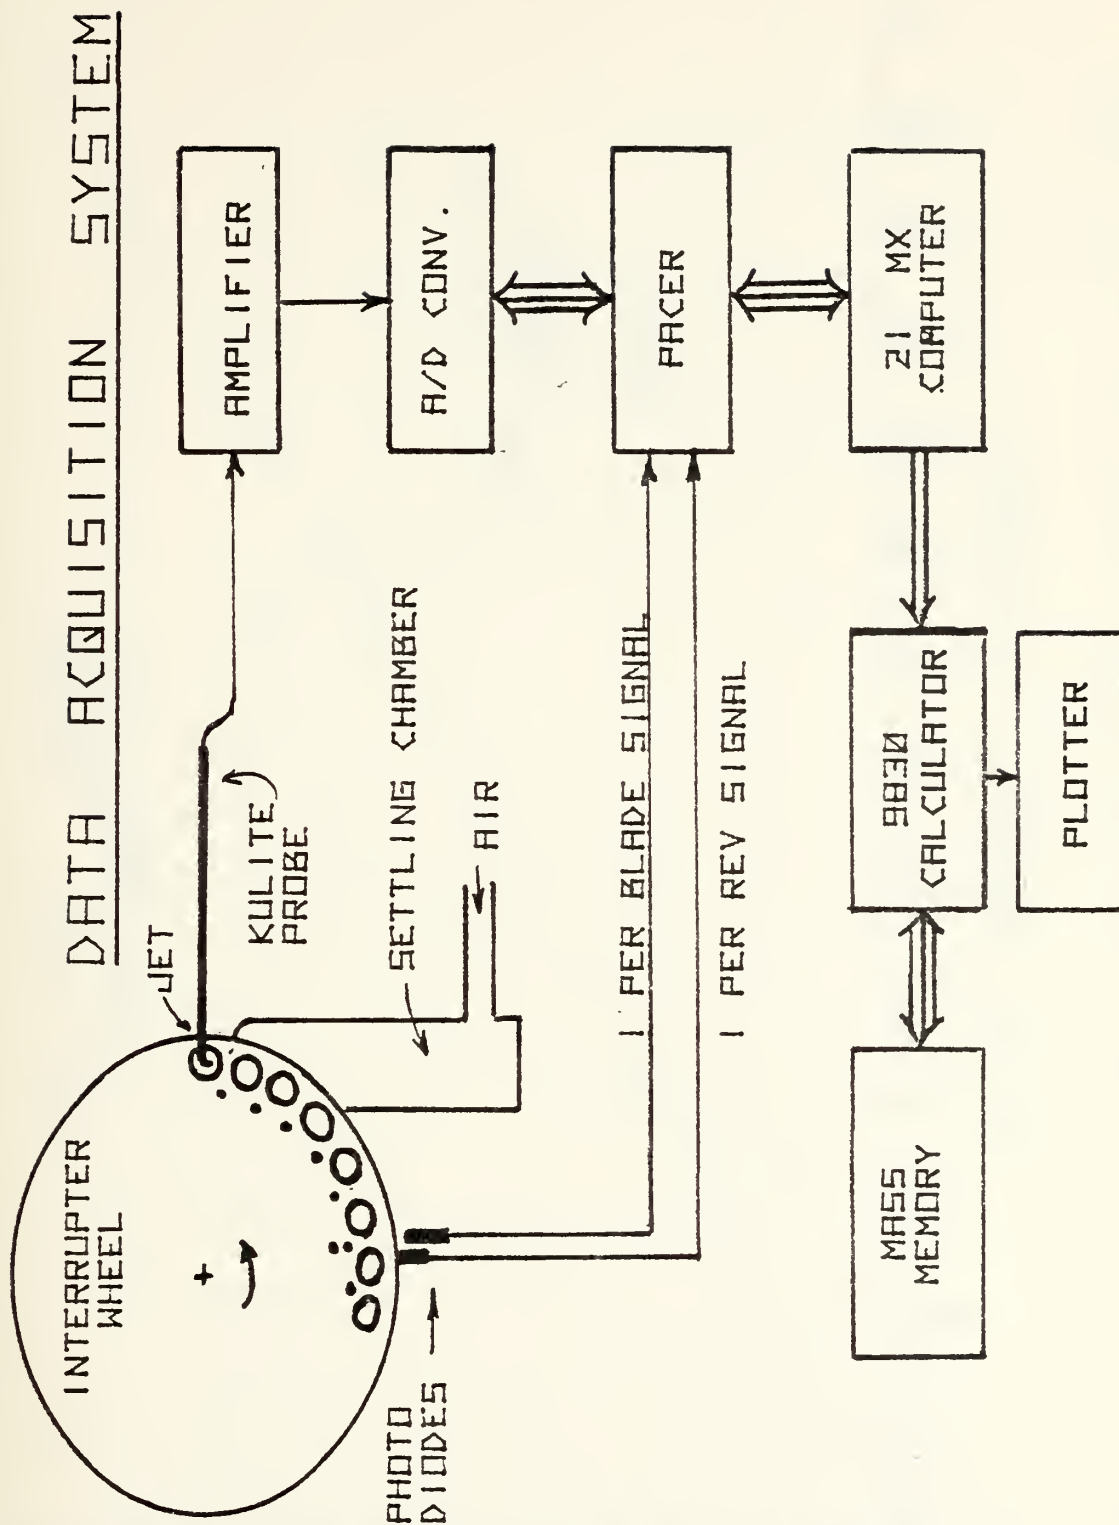 DATA ACQUISITION SYSTEM
INTERRUPTER
WHEEL
JET
KULITE
PROBE
SETTLING CHAMBER
AIR
PHOTO
DIODES
1 PER BLADE SIGNAL
1 PER REV SIGNAL
AMPLIFIER
A/D CONV.
PACER
21 MX
COMPUTER
9830
CALCULATOR
PLOTTER
MASS
MEMORY